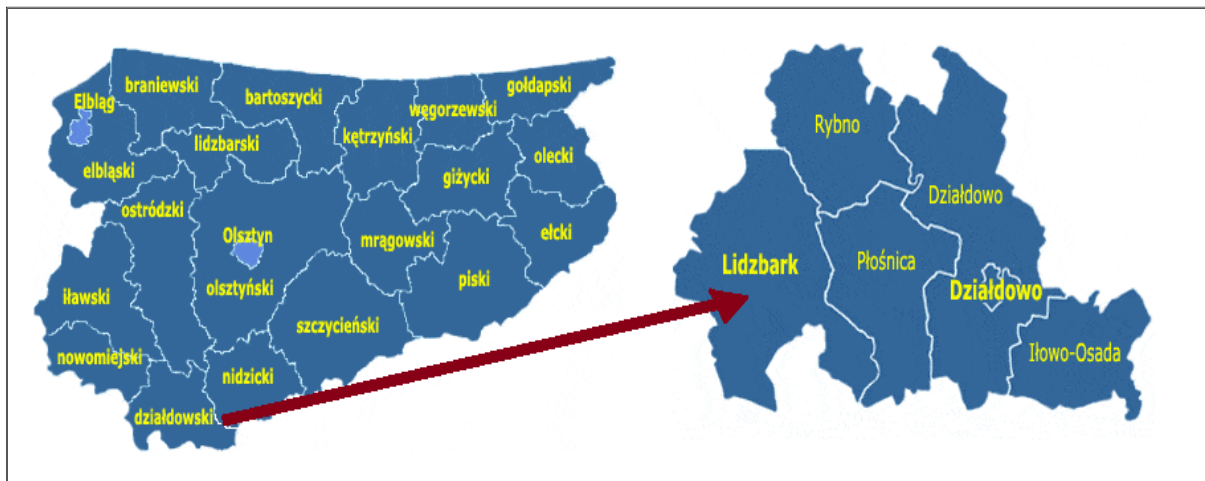 braniewski
bartoszycki
gołdapski
Elbląg
węgorzewski
kętrzyński
lidzbarski
olecki
elbląski
giżycki
ostródzki
ełcki
Olsztyn
mrągowski
piski
olsztyński
iławski
szczycieński
nowomiejski
nidzicki
działdowski
Rybno
Działdowo
Lidzbark
Płośnica
Działdowo
Iłowo-Osada